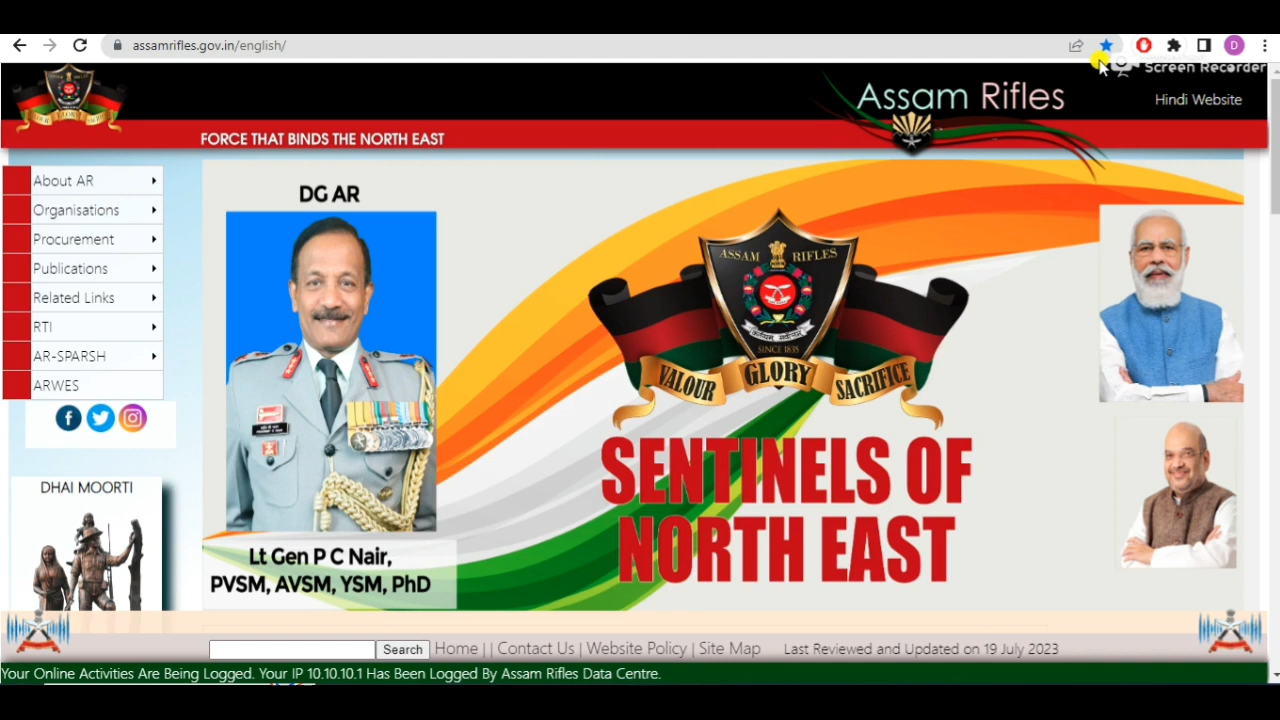 assamrifles.gov.in/english/
D
Screen Recorder
Assam Rifles
Hindi Website
FORCE THAT BINDS THE NORTH EAST
About AR
Organisations
Procurement
Publications
Related Links
RTI
AR-SPARSH
ARWES
DHAI MOORTI
DG AR
Lt Gen P C Nair,
PVSM, AVSM, YSM, PhD
ASSAM RIFLES
SINCE 1835
VALOUR GLORY SACRIFICE
SENTINELS OF
NORTH EAST
Search Home | | Contact Us | Website Policy | Site Map Last Reviewed and Updated on 19 July 2023
Your Online Activities Are Being Logged. Your IP 10.10.10.1 Has Been Logged By Assam Rifles Data Centre.